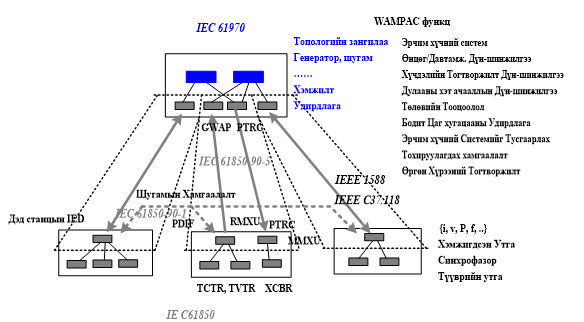 WAMPAC функц
IEC 61970
Топологийн зангилаа
Генератор, шугам
......
Хэмжилт
Удирдлага
Эрчим хүчний систем
Өнцөг/Давтамж. Дүн-шинжилгээ
Хүчдэлийн Тогтворжилт Дүн-шинжилгээ
Дулааны хэт ачааллын Дүн-шинжилгээ
Төлөвийн Тооцоолол
Бодит Цаг хугацааны Удирдлага
Эрчим хүчний Системийг Тусгаарлах
Тохируулагдах хамгаалалт
Өргөн Хүрээний Тогтворжилт
GWAP PTRC
IEC 61850-90-5
IEEE 1588
IEEE C37.118
Шугамын Хамгаалалт
IEC 61850-90-1
Дэд станцын IED
PDIF
RMXU
PTRC
MMXU
TCTR, TVTR XCBR
{i, v, P, f, ..}
Хэмжигдсэн Утга
Синхрофазор
Түүврийн утга
IE C61850